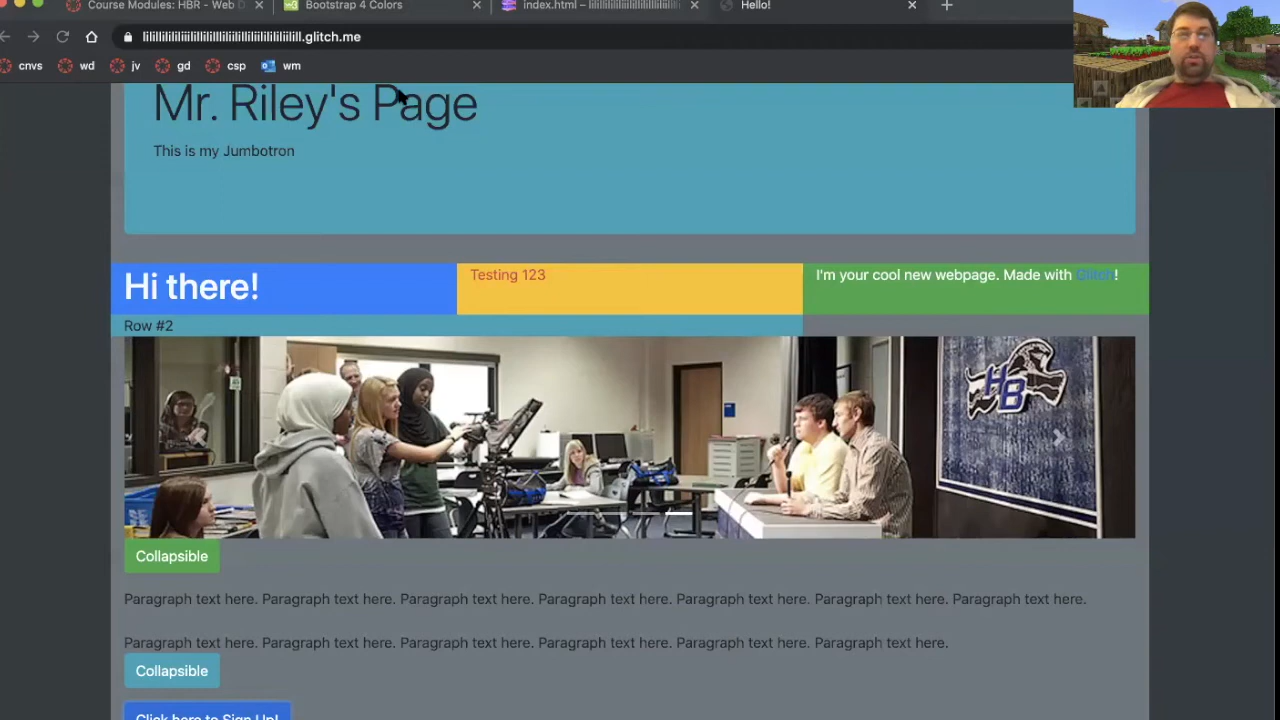 Course Modules: HBR - Web D
Bootstrap 4 Colors
index.html –
Hello!
.glitch.me
cnvs
wd
jv
gd
csp
wm
Mr. Riley's Page
This is my Jumbotron
Hi there!
Testing 123
I'm your cool new webpage. Made with Glitch!
Row #2
HB
Collapsible
Paragraph text here. Paragraph text here. Paragraph text here. Paragraph text here. Paragraph text here. Paragraph text here. Paragraph text here.
Paragraph text here. Paragraph text here. Paragraph text here. Paragraph text here. Paragraph text here. Paragraph text here.
Collapsible
Click here to Sign Up!